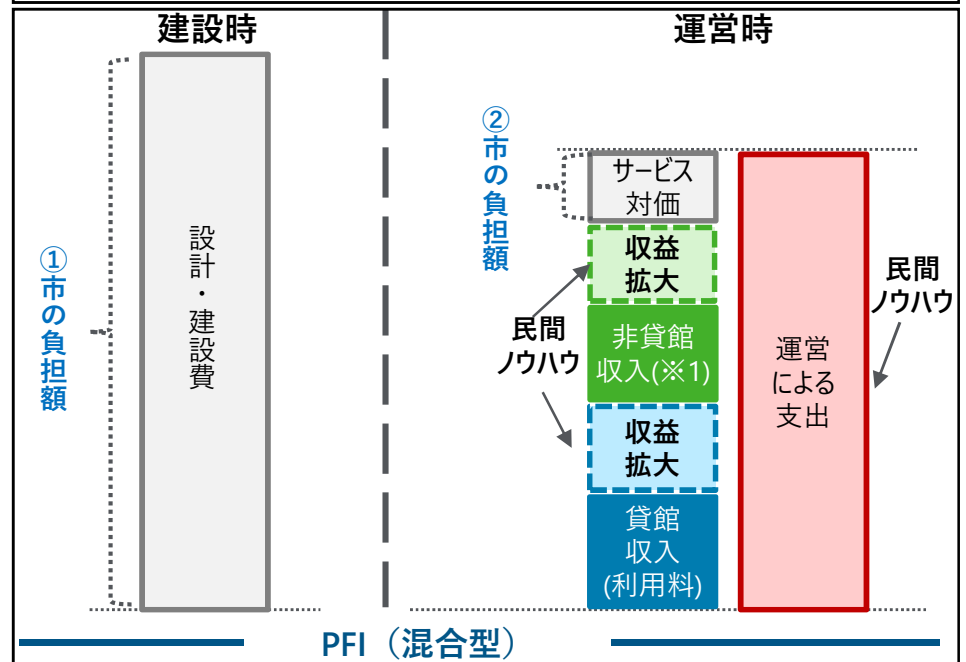 建設時
運営時
①市の負担額
設計・建設費
②市の負担額
サービス
対価
収益
拡大
非貸館
収入(※1)
収益
拡大
貸館
収入
(利用料)
民間
ノウハウ
運営
による
支出
民間
ノウハウ
PFI（混合型）